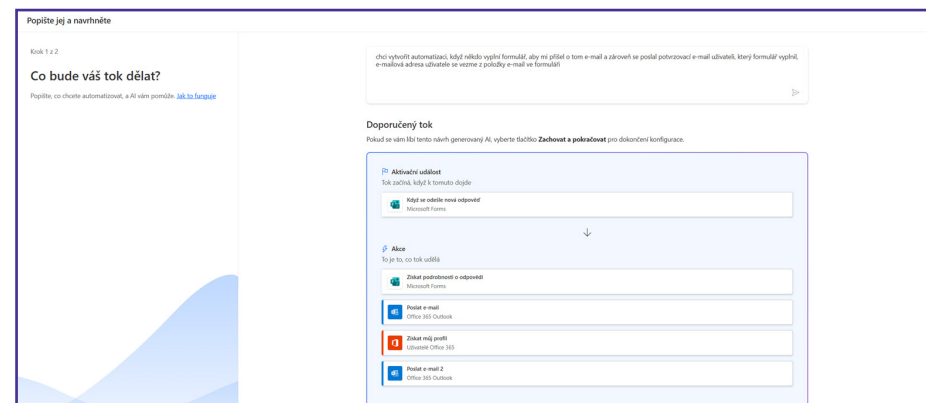 Popište jej a navrhněte
Krok 1 z 2
Co bude váš tok dělat?
Popište, co chcete automatizovat, a AI vám pomůže. Jak to funguje
chci vytvořit automatizaci, když někdo vyplní formulář, aby mi přišel o tom e-mail a zároveň se poslal potvrzovací e-mail uživateli, který formulář vyplnil,
e-mailová adresa uživatele se vezme z položky e-mail ve formuláři
Doporučený tok
Pokud se vám líbí tento návrh generovaný AI, vyberte tlačítko Zachovat a pokračovat pro dokončení konfigurace.
Aktivační událost
Tok začíná, když k tomuto dojde
Když se odešle nová odpověď
Microsoft Forms
Akce
To je to, co tok udělá
Získat podrobnosti o odpovědi
Microsoft Forms
Poslat e-mail
Office 365 Outlook
Získat můj profil
Uživatelé Office 365
Poslat e-mail 2
Office 365 Outlook